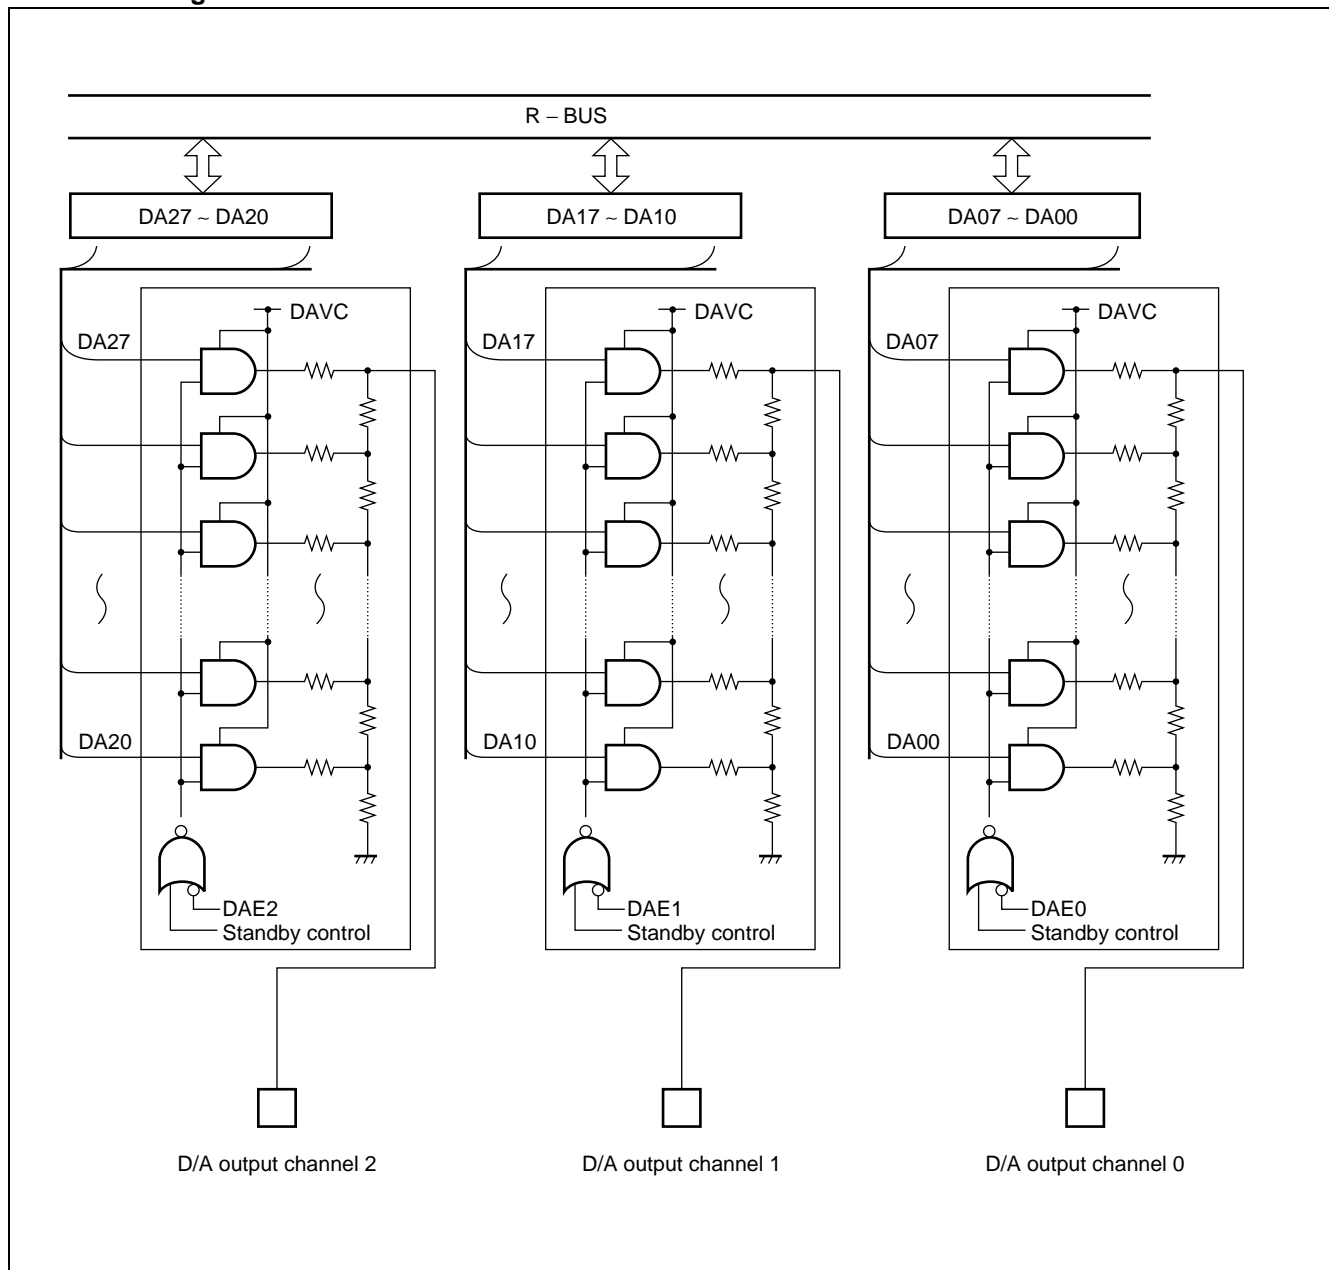 R – BUS
DA27 ~ DA20
DA17 ~ DA10
DA07 ~ DA00
DAVC
DAVC
DAVC
DA27
DA17
DA07
DA20
DA10
DA00
DAE2
Standby control
DAE1
Standby control
DAE0
Standby control
D/A output channel 2
D/A output channel 1
D/A output channel 0